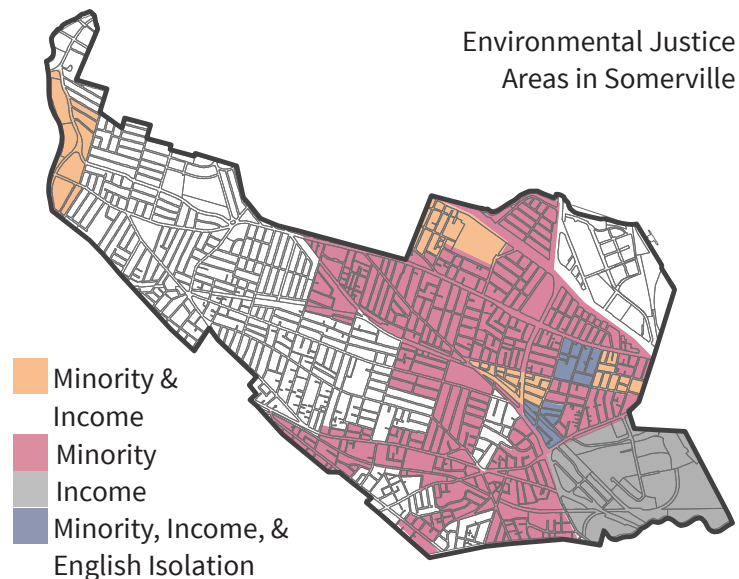 Environmental Justice
Areas in Somerville
Minority &
Income
Minority
Income
Minority, Income, &
English Isolation